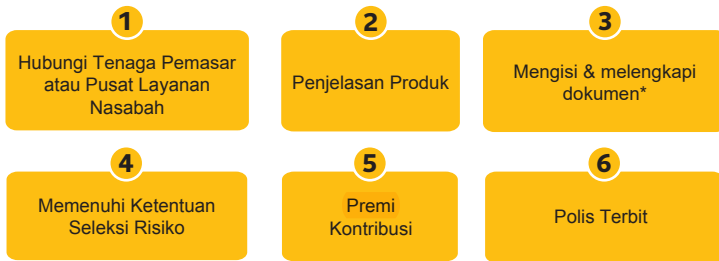 1
Hubungi Tenaga Pemasar
atau Pusat Layanan
Nasabah
2
Penjelasan Produk
3
Mengisi & melengkapi
dokumen*
4
Memenuhi Ketentuan
Seleksi Risiko
5
Premi
Kontribusi
6
Polis Terbit